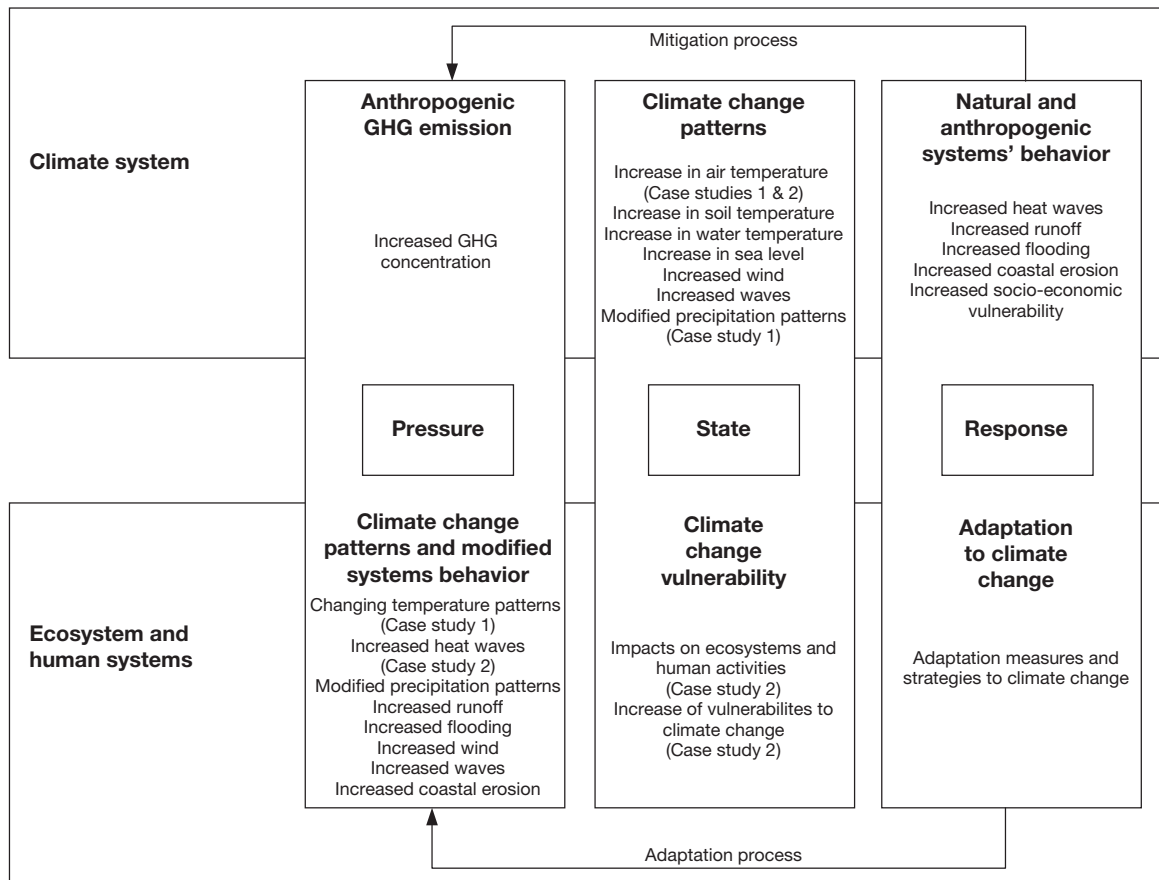 Mitigation process
Climate system
Anthropogenic
GHG emission
Increased GHG
concentration
Climate change
patterns
Increase in air temperature
(Case studies 1 & 2)
Increase in soil temperature
Increase in water temperature
Increase in sea level
Increased wind
Increased waves
Modified precipitation patterns
(Case study 1)
Natural and
anthropogenic
systems’ behavior
Increased heat waves
Increased runoff
Increased flooding
Increased coastal erosion
Increased socio-economic
vulnerability
Pressure
State
Response
Ecosystem and
human systems
Climate change
patterns and modified
systems behavior
Changing temperature patterns
(Case study 1)
Increased heat waves
(Case study 2)
Modified precipitation patterns
Increased runoff
Increased flooding
Increased wind
Increased waves
Increased coastal erosion
Climate
change
vulnerability
Impacts on ecosystems and
human activities
(Case study 2)
Increase of vulnerabilites to
climate change
(Case study 2)
Adaptation
to climate
change
Adaptation measures and
strategies to climate change
Adaptation process